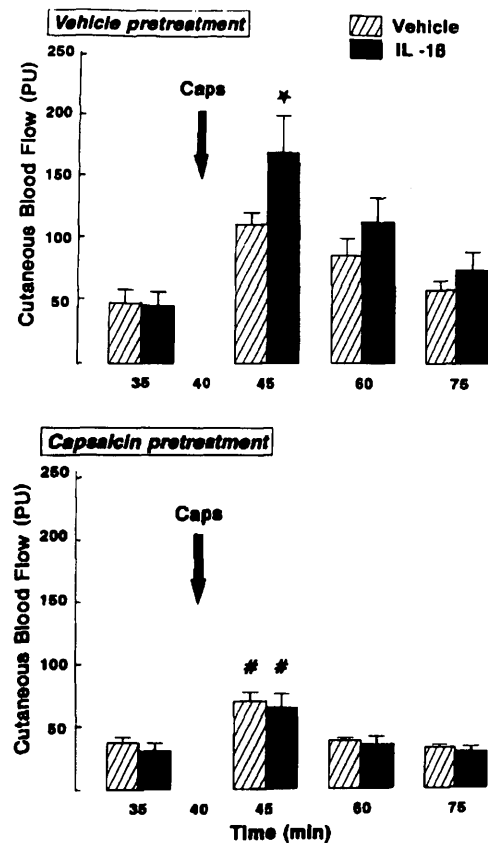 Vehicle pretreatment
Vehicle
IL -1β
Cutaneous Blood Flow (PU)
250
200
150
100
50
Caps
★
35 40 45 60 75
Capsaicin pretreatment
Cutaneous Blood Flow (PU)
250
200
150
100
50
Caps
# #
35 40 45 60 75
Time (min)